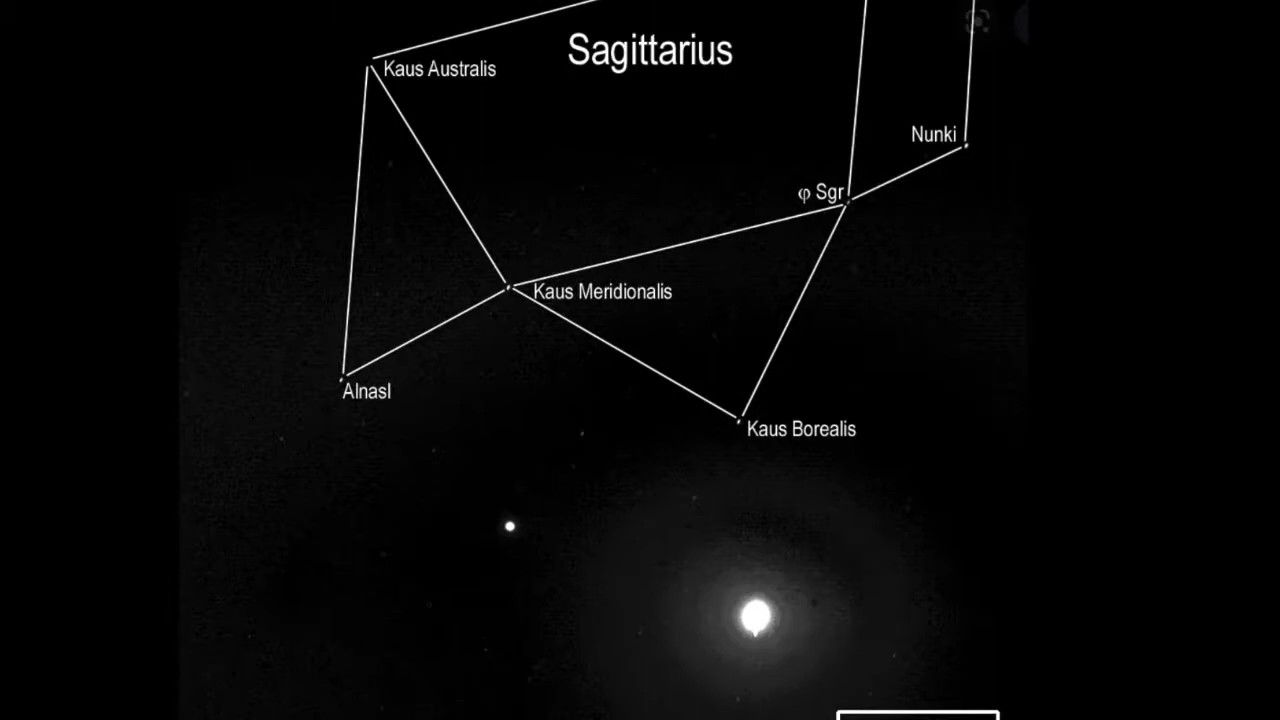 Sagittarius
Kaus Australis
Nunki
φ Sgr
Kaus Meridionalis
Alnasl
Kaus Borealis